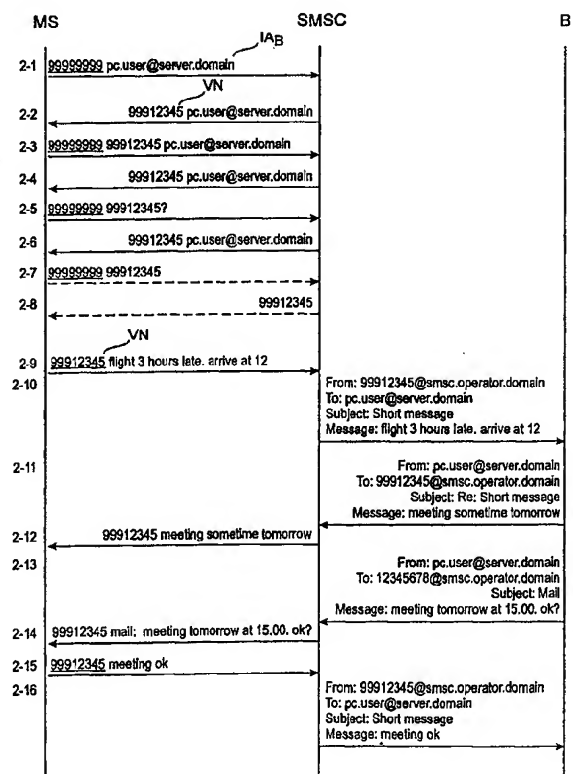 MS SMSC B
IAB
2-1 99999999 pc.user@server.domain
VN
2-2 99912345 pc.user@server.domain
2-3 99999999 99912345 pc.user@server.domain
2-4 99912345 pc.user@server.domain
2-5 99999999 99912345?
2-6 99912345 pc.user@server.domain
2-7 99999999 99912345
2-8 99912345
VN
2-9 99912345 flight 3 hours late. arrive at 12
2-10 From: 99912345@smsc.operator.domain
To: pc.user@server.domain
Subject: Short message
Message: flight 3 hours late. arrive at 12
2-11 From: pc.user@server.domain
To: 99912345@smsc.operator.domain
Subject: Re: Short message
Message: meeting sometime tomorrow
2-12 99912345 meeting sometime tomorrow
2-13 From: pc.user@server.domain
To: 12345678@smsc.operator.domain
Subject: Mail
Message: meeting tomorrow at 15.00. ok?
2-14 99912345 mail; meeting tomorrow at 15.00. ok?
2-15 99912345 meeting ok
2-16 From: 99912345@smsc.operator.domain
To: pc.user@server.domain
Subject: Short message
Message: meeting ok